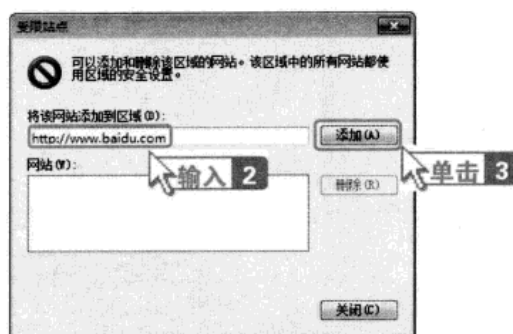 受限站点
可以添加和删除该区域的网站。该区域中的所有网站都使
用区域的安全设置。
将该网站添加到区域(D):
http://www.baidu.com
添加(A)
输入 2
单击 3
网站(W):
删除(R)
关闭(C)